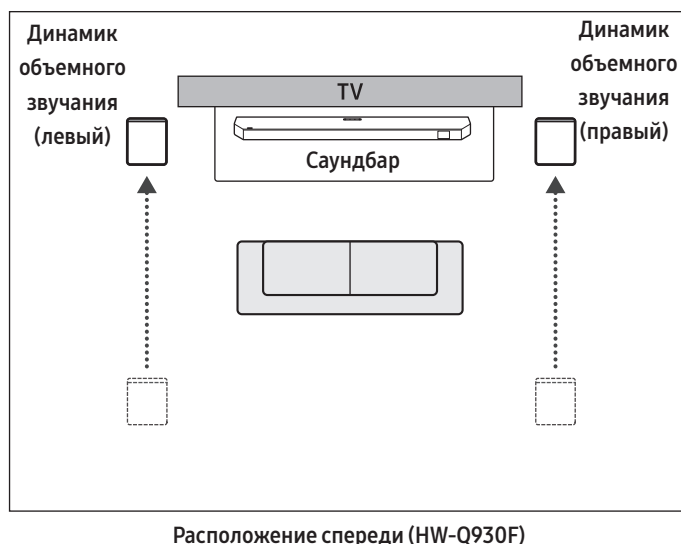 Динамик
объемного
звучания
(левый)
TV
Саундбар
Динамик
объемного
звучания
(правый)
Расположение спереди (HW-Q930F)